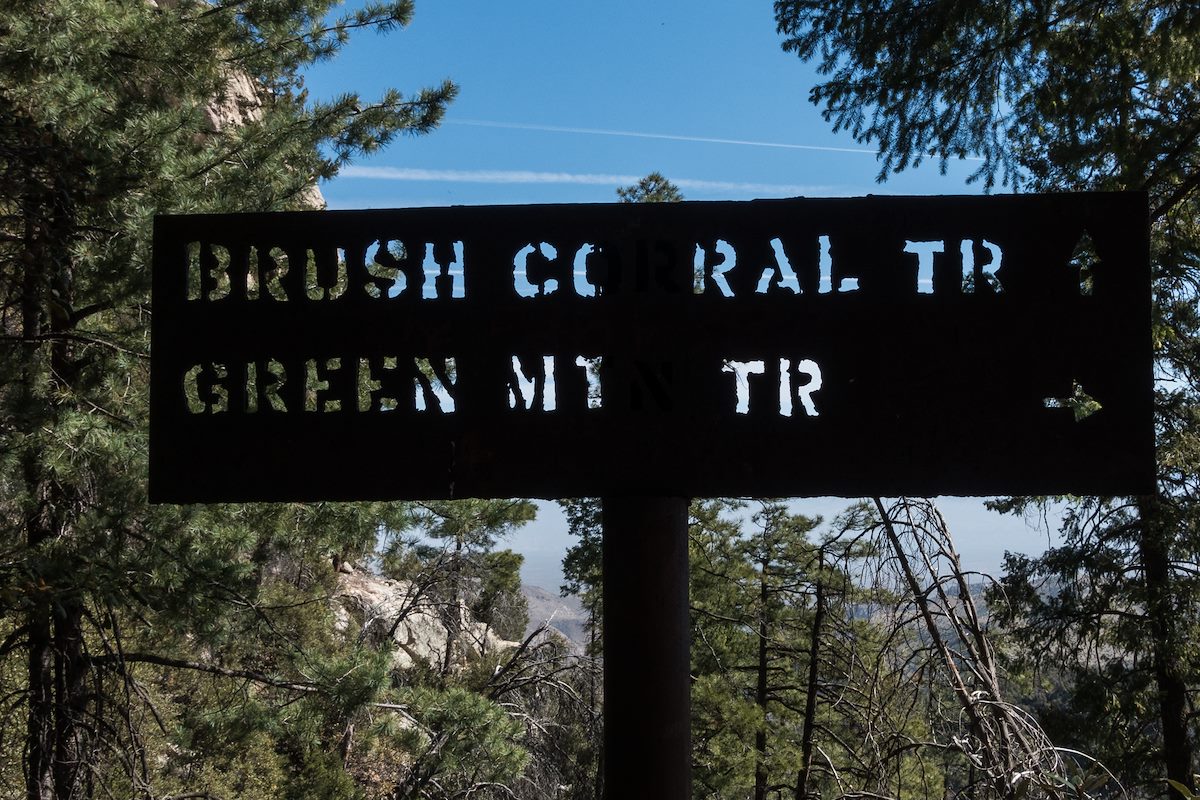 BRUSH CORRAL TR ↑
GREEN MTN TR →